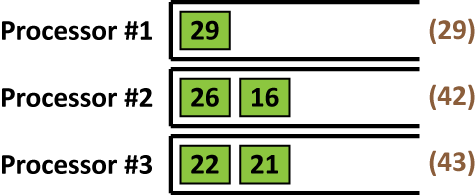 Processor #1 29 (29)
Processor #2 26 16 (42)
Processor #3 22 21 (43)